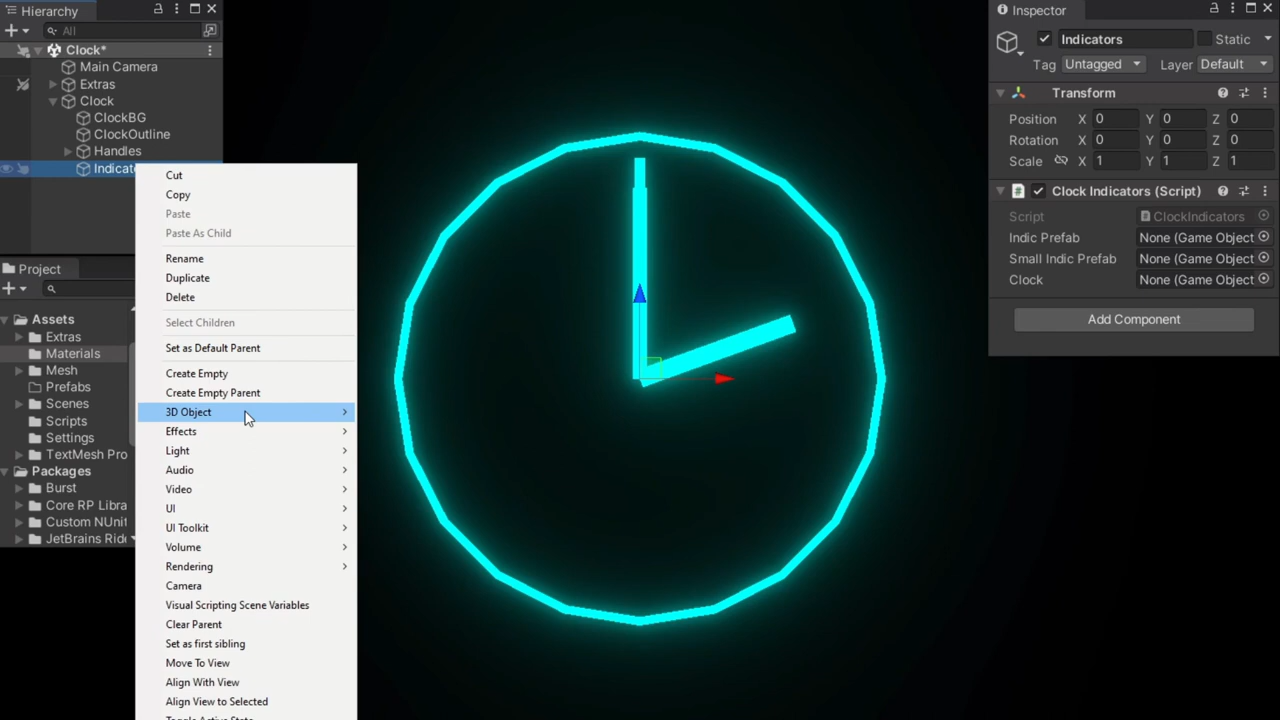 Hierarchy
All
Clock*
Main Camera
Extras
Clock
ClockBG
ClockOutline
Handles
Indicat
Cut
Copy
Paste
Paste As Child
Rename
Duplicate
Delete
Select Children
Set as Default Parent
Create Empty
Create Empty Parent
3D Object
Effects
Light
Audio
Video
UI
UI Toolkit
Volume
Rendering
Camera
Visual Scripting Scene Variables
Clear Parent
Set as first sibling
Move To View
Align With View
Align View to Selected
Project
Assets
Extras
Materials
Mesh
Prefabs
Scenes
Scripts
Settings
TextMesh Pro
Packages
Burst
Core RP Libra
Custom NUnit
JetBrains Ride
Inspector
Indicators Static
Tag Untagged Layer Default
Transform
Position X 0 Y 0 Z 0
Rotation X 0 Y 0 Z 0
Scale X 1 Y 1 Z 1
Clock Indicators (Script)
Script ClockIndicators
Indic Prefab None (Game Object
Small Indic Prefab None (Game Object
Clock None (Game Object
Add Component